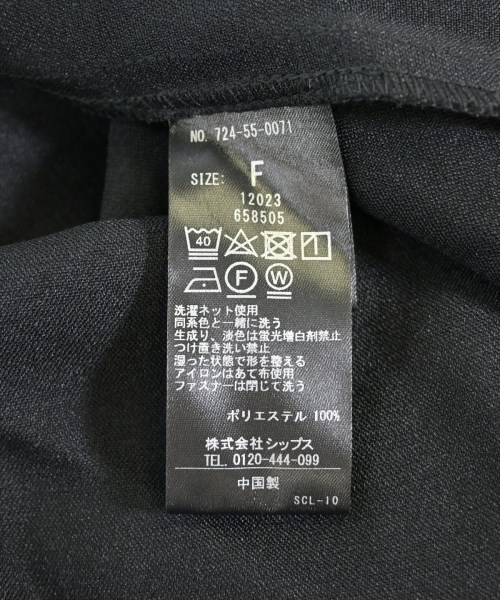 NO. 724-55-0071
SIZE: F
12023
658505
40
F W
洗濯ネット使用
同系色と一緒に洗う
生成り、淡色は蛍光増白剤禁止
つけ置き洗い禁止
湿った状態で形を整える
アイロンはあて布使用
ファスナーは閉じて洗う
ポリエステル 100%
株式会社シップス
TEL. 0120-444-099
中国製
SCL-10